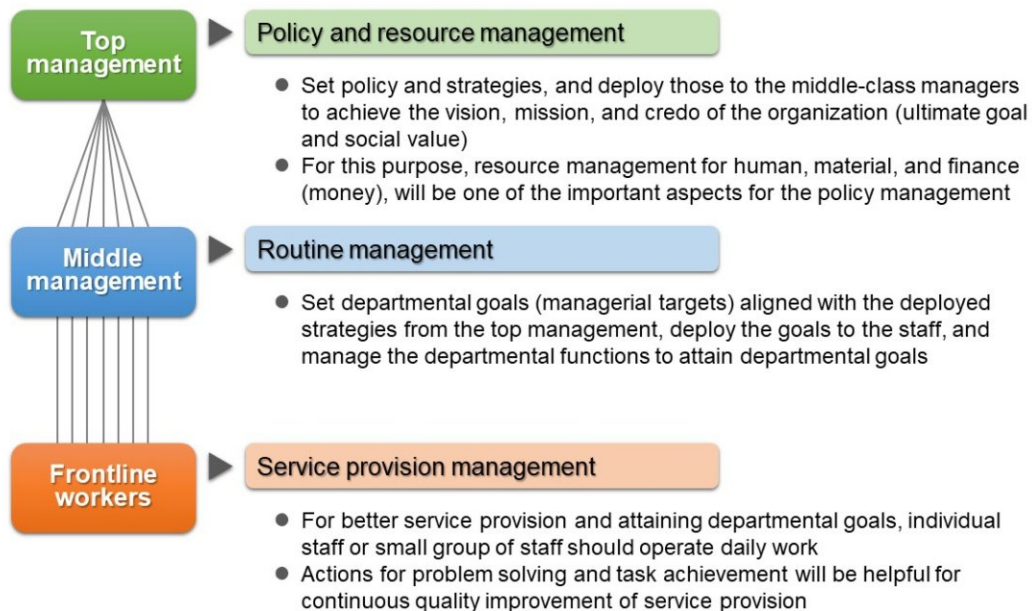 Top
management
Policy and resource management
● Set policy and strategies, and deploy those to the middle-class managers
to achieve the vision, mission, and credo of the organization (ultimate goal
and social value)
● For this purpose, resource management for human, material, and finance
(money), will be one of the important aspects for the policy management
Middle
management
Routine management
● Set departmental goals (managerial targets) aligned with the deployed
strategies from the top management, deploy the goals to the staff, and
manage the departmental functions to attain departmental goals
Frontline
workers
Service provision management
● For better service provision and attaining departmental goals, individual
staff or small group of staff should operate daily work
● Actions for problem solving and task achievement will be helpful for
continuous quality improvement of service provision